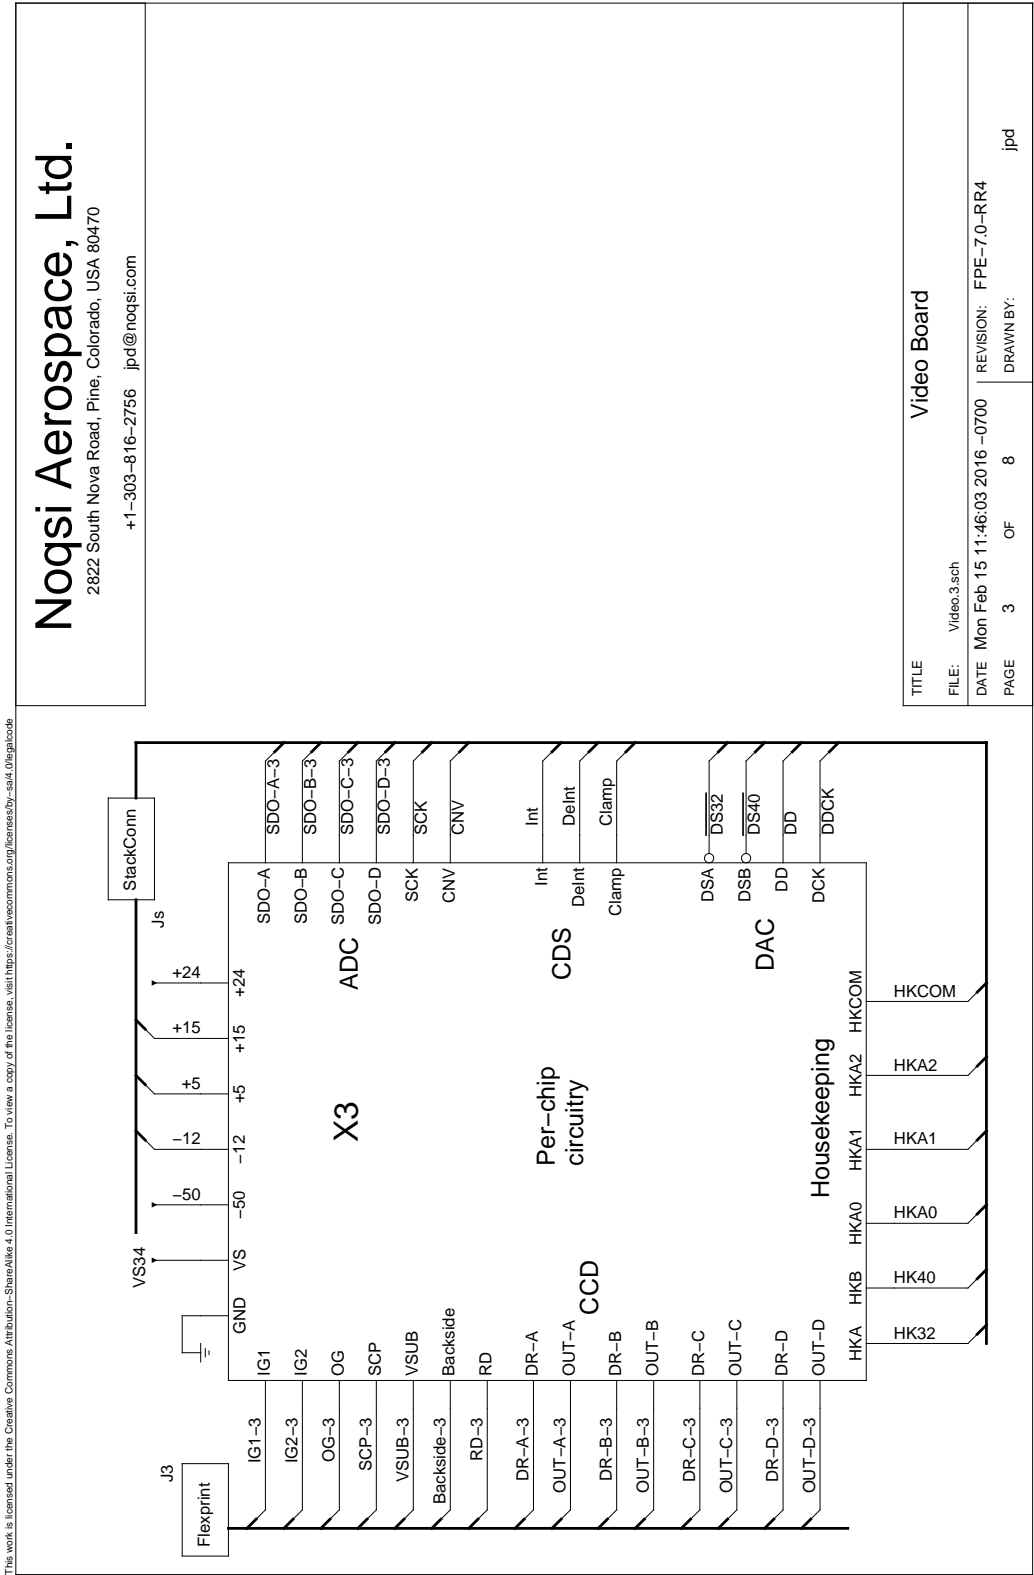 This work is licensed under the Creative Commons Attribution−ShareAlike 4.0 International License. To view a copy of the license, visit https://creativecommons.org/licenses/by−sa/4.0/legalcode
Noqsi Aerospace, Ltd.
2822 South Nova Road, Pine, Colorado, USA 80470
+1−303−816−2756 jpd@noqsi.com
J3
Flexprint
StackConn
Js
VS34
−50
−12
+5
+15
+24
GND
VS
−50
−12
+5
+15
+24
IG1−3
IG2−3
OG−3
SCP−3
VSUB−3
Backside−3
RD−3
DR−A−3
OUT−A−3
DR−B−3
OUT−B−3
DR−C−3
OUT−C−3
DR−D−3
OUT−D−3
IG1
IG2
OG
SCP
VSUB
Backside
RD
DR−A
OUT−A
DR−B
OUT−B
DR−C
OUT−C
DR−D
OUT−D
CCD
X3
Per−chip
circuitry
Housekeeping
ADC
CDS
DAC
SDO−A
SDO−B
SDO−C
SDO−D
SCK
CNV
Int
DeInt
Clamp
DSA
DSB
DD
DCK
SDO−A−3
SDO−B−3
SDO−C−3
SDO−D−3
SCK
CNV
Int
DeInt
Clamp
DS32
DS40
DD
DDCK
HKA
HKB
HKA0
HKA1
HKA2
HKCOM
HK32
HK40
HKA0
HKA1
HKA2
HKCOM
TITLE
Video Board
FILE: Video.3.sch
DATE Mon Feb 15 11:46:03 2016 −0700 REVISION: FPE−7.0−RR4
PAGE 3 OF 8 DRAWN BY: jpd